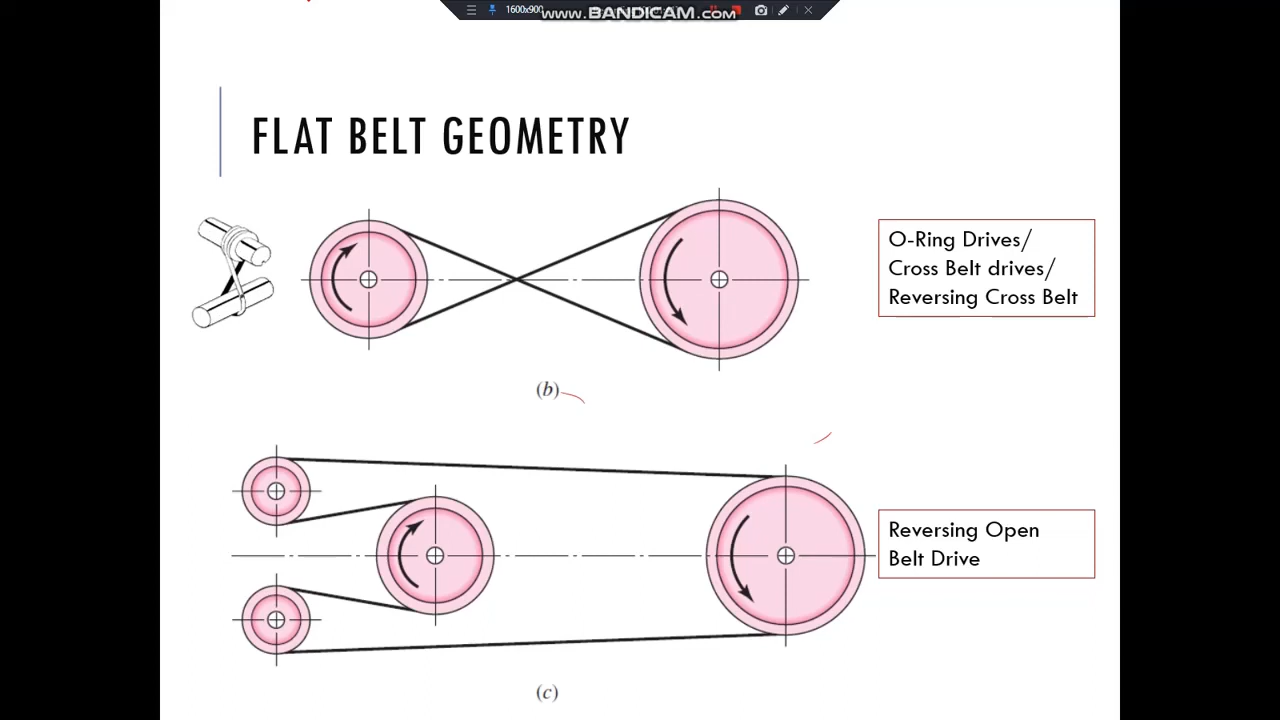 1600x900
www.BANDICAM.com
FLAT BELT GEOMETRY
O-Ring Drives/
Cross Belt drives/
Reversing Cross Belt
(b)
Reversing Open
Belt Drive
(c)